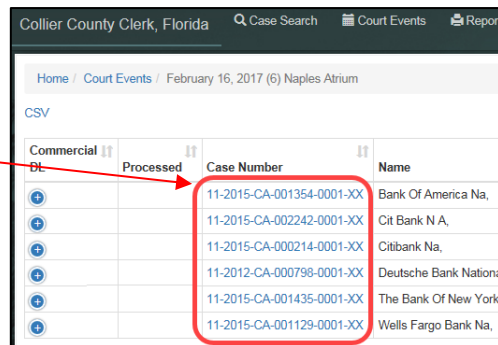 Collier County Clerk, Florida Case Search Court Events Repor
Home / Court Events / February 16, 2017 (6) Naples Atrium
CSV
Commercial DL Processed Case Number Name
11-2015-CA-001354-0001-XX Bank Of America Na,
11-2015-CA-002242-0001-XX Cit Bank N A,
11-2015-CA-000214-0001-XX Citibank Na,
11-2012-CA-000798-0001-XX Deutsche Bank Nationa
11-2015-CA-001435-0001-XX The Bank Of New York
11-2015-CA-001129-0001-XX Wells Fargo Bank Na,